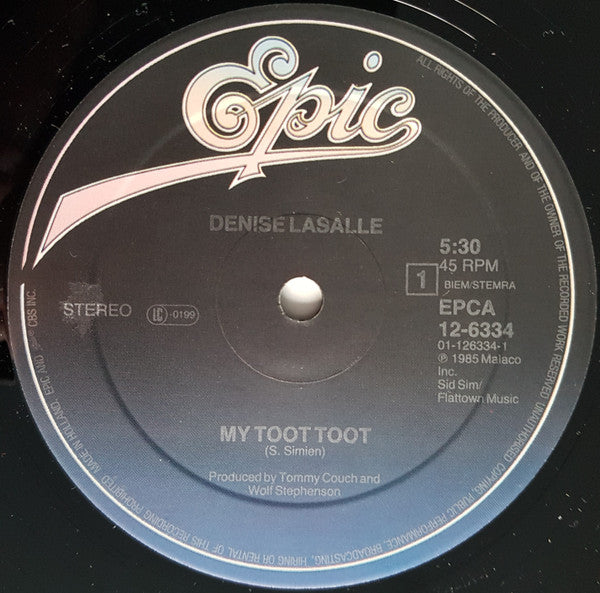 Epic
DENISE LASALLE
5:30
45 RPM
1
BIEM/STEMRA
STEREO
LC-0199
EPCA
12-6334
01-126334-1
℗ 1985 Malaco
Inc.
Sid Sim/
Flattown Music
MY TOOT TOOT
(S. Simien)
Produced by Tommy Couch and
Wolf Stephenson
ALL RIGHTS OF THE PRODUCER AND OF THE OWNER OF THE RECORDED WORK RESERVED UNAUTHORISED COPYING, PUBLIC PERFORMANCE, BROADCASTING, HIRING OR RENTAL OF THIS RECORDING PROHIBITED MADE IN HOLLAND, EPIC AND CBS INC.